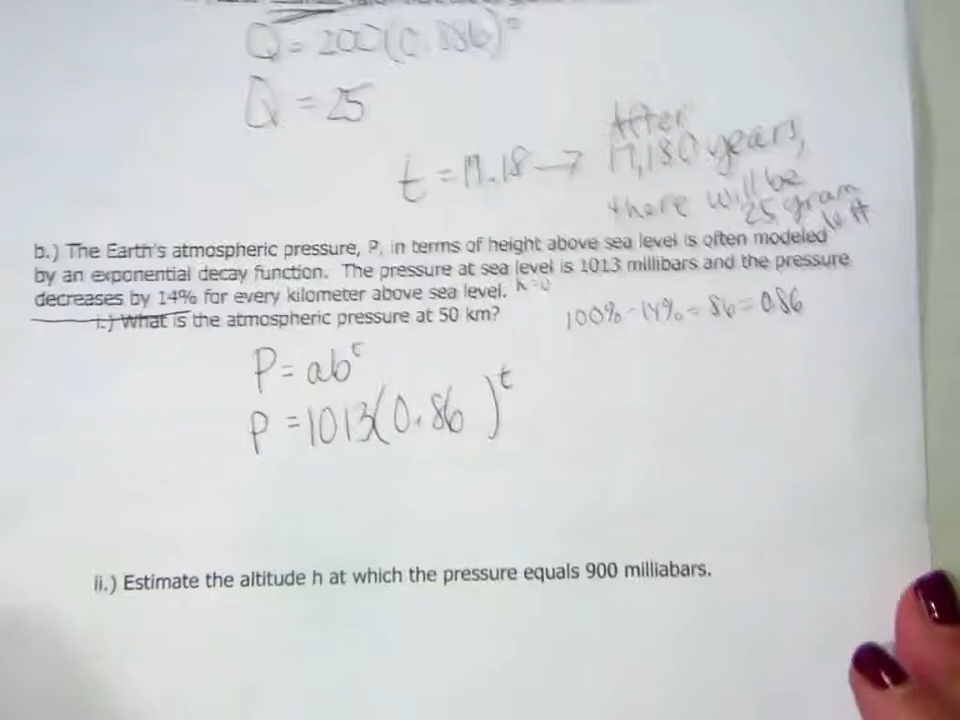 Q = 200(0.886)^t
Q = 25
t = 17.18 → After
17,180 years,
there will be
25 gram
left
b.) The Earth's atmospheric pressure, P, in terms of height above sea level is often modeled
by an exponential decay function. The pressure at sea level is 1013 millibars and the pressure
decreases by 14% for every kilometer above sea level. h=0
i.) What is the atmospheric pressure at 50 km?
100% - 14% = 86 = 0.86
P = ab^t
P = 1013(0.86 )^t
ii.) Estimate the altitude h at which the pressure equals 900 milliabars.